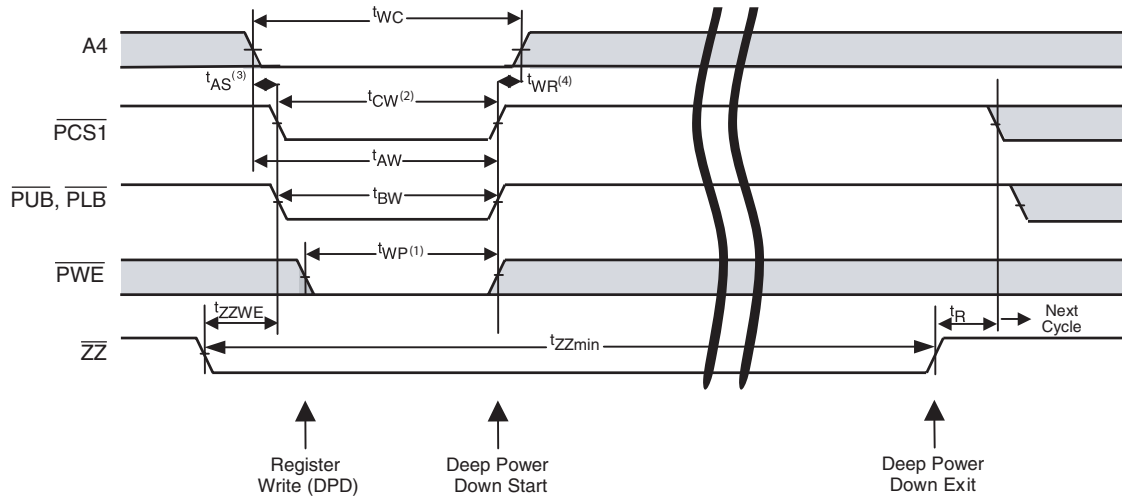 tWC
A4
tAS(3)
tWR(4)
tCW(2)
PCS1
tAW
PUB, PLB
tBW
tWP(1)
PWE
tZZWE
tR
Next
Cycle
tZZmin
ZZ
Register
Write (DPD)
Deep Power
Down Start
Deep Power
Down Exit